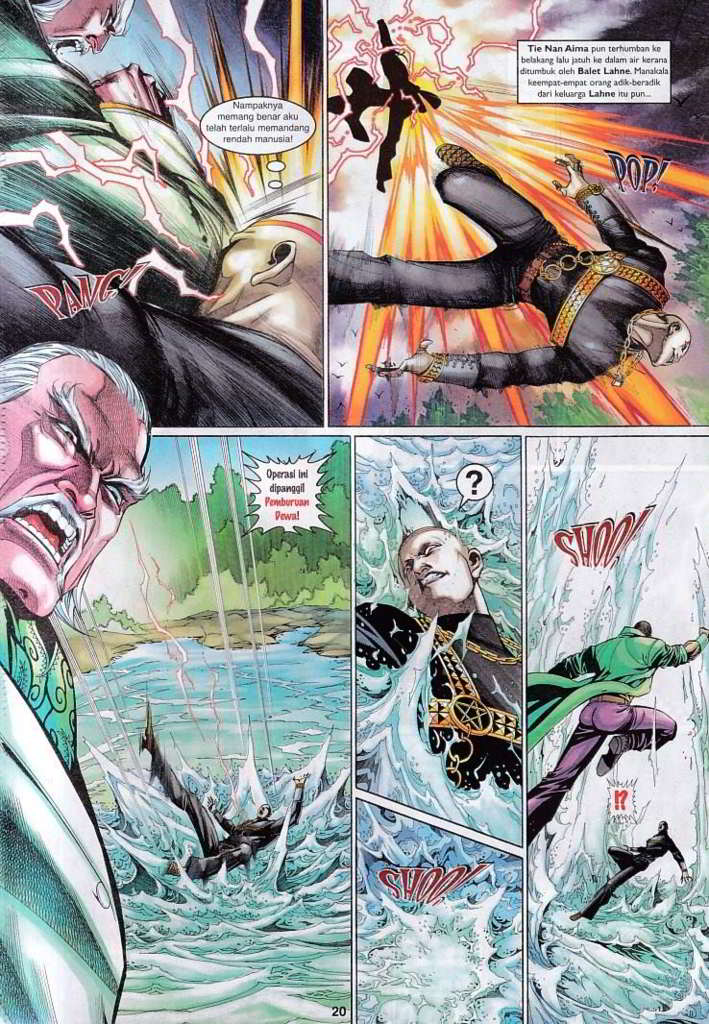 Nampaknya
memang benar aku
telah terlalu memandang
rendah manusia!
PANG!
Tie Nan Aima pun terhumban ke
belakang lalu jatuh ke dalam air kerana
ditumbuk oleh Balet Lahne. Manakala
keempat-empat orang adik-beradik
dari keluarga Lahne itu pun...
POP!
Operasi ini
dipanggil
Pemburuan
Dewa!
?
SHOO!
SHOO!
!?
20